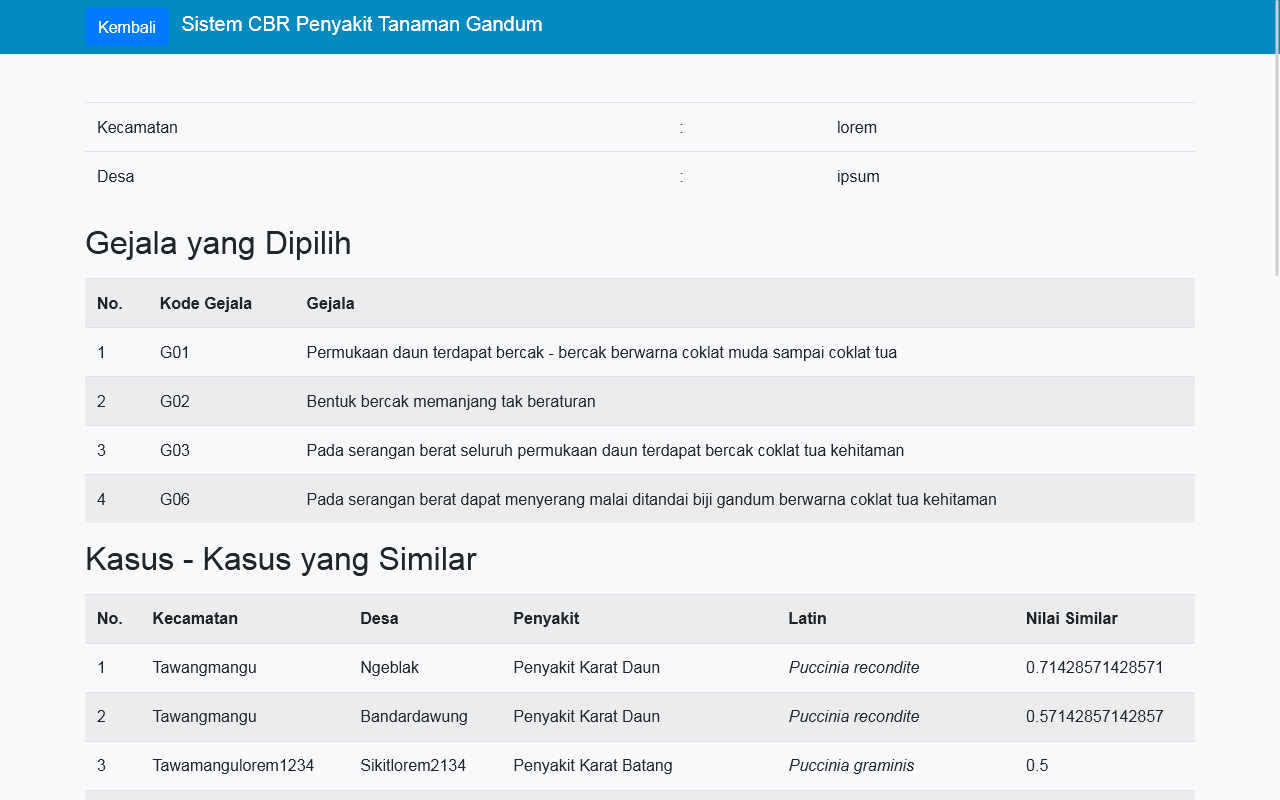 Kembali Sistem CBR Penyakit Tanaman Gandum
Kecamatan : lorem
Desa : ipsum
Gejala yang Dipilih
No. Kode Gejala Gejala
1 G01 Permukaan daun terdapat bercak - bercak berwarna coklat muda sampai coklat tua
2 G02 Bentuk bercak memanjang tak beraturan
3 G03 Pada serangan berat seluruh permukaan daun terdapat bercak coklat tua kehitaman
4 G06 Pada serangan berat dapat menyerang malai ditandai biji gandum berwarna coklat tua kehitaman
Kasus - Kasus yang Similar
No. Kecamatan Desa Penyakit Latin Nilai Similar
1 Tawangmangu Ngeblak Penyakit Karat Daun Puccinia recondite 0.71428571428571
2 Tawangmangu Bandardawung Penyakit Karat Daun Puccinia recondite 0.57142857142857
3 Tawamangulorem1234 Sikitlorem2134 Penyakit Karat Batang Puccinia graminis 0.5